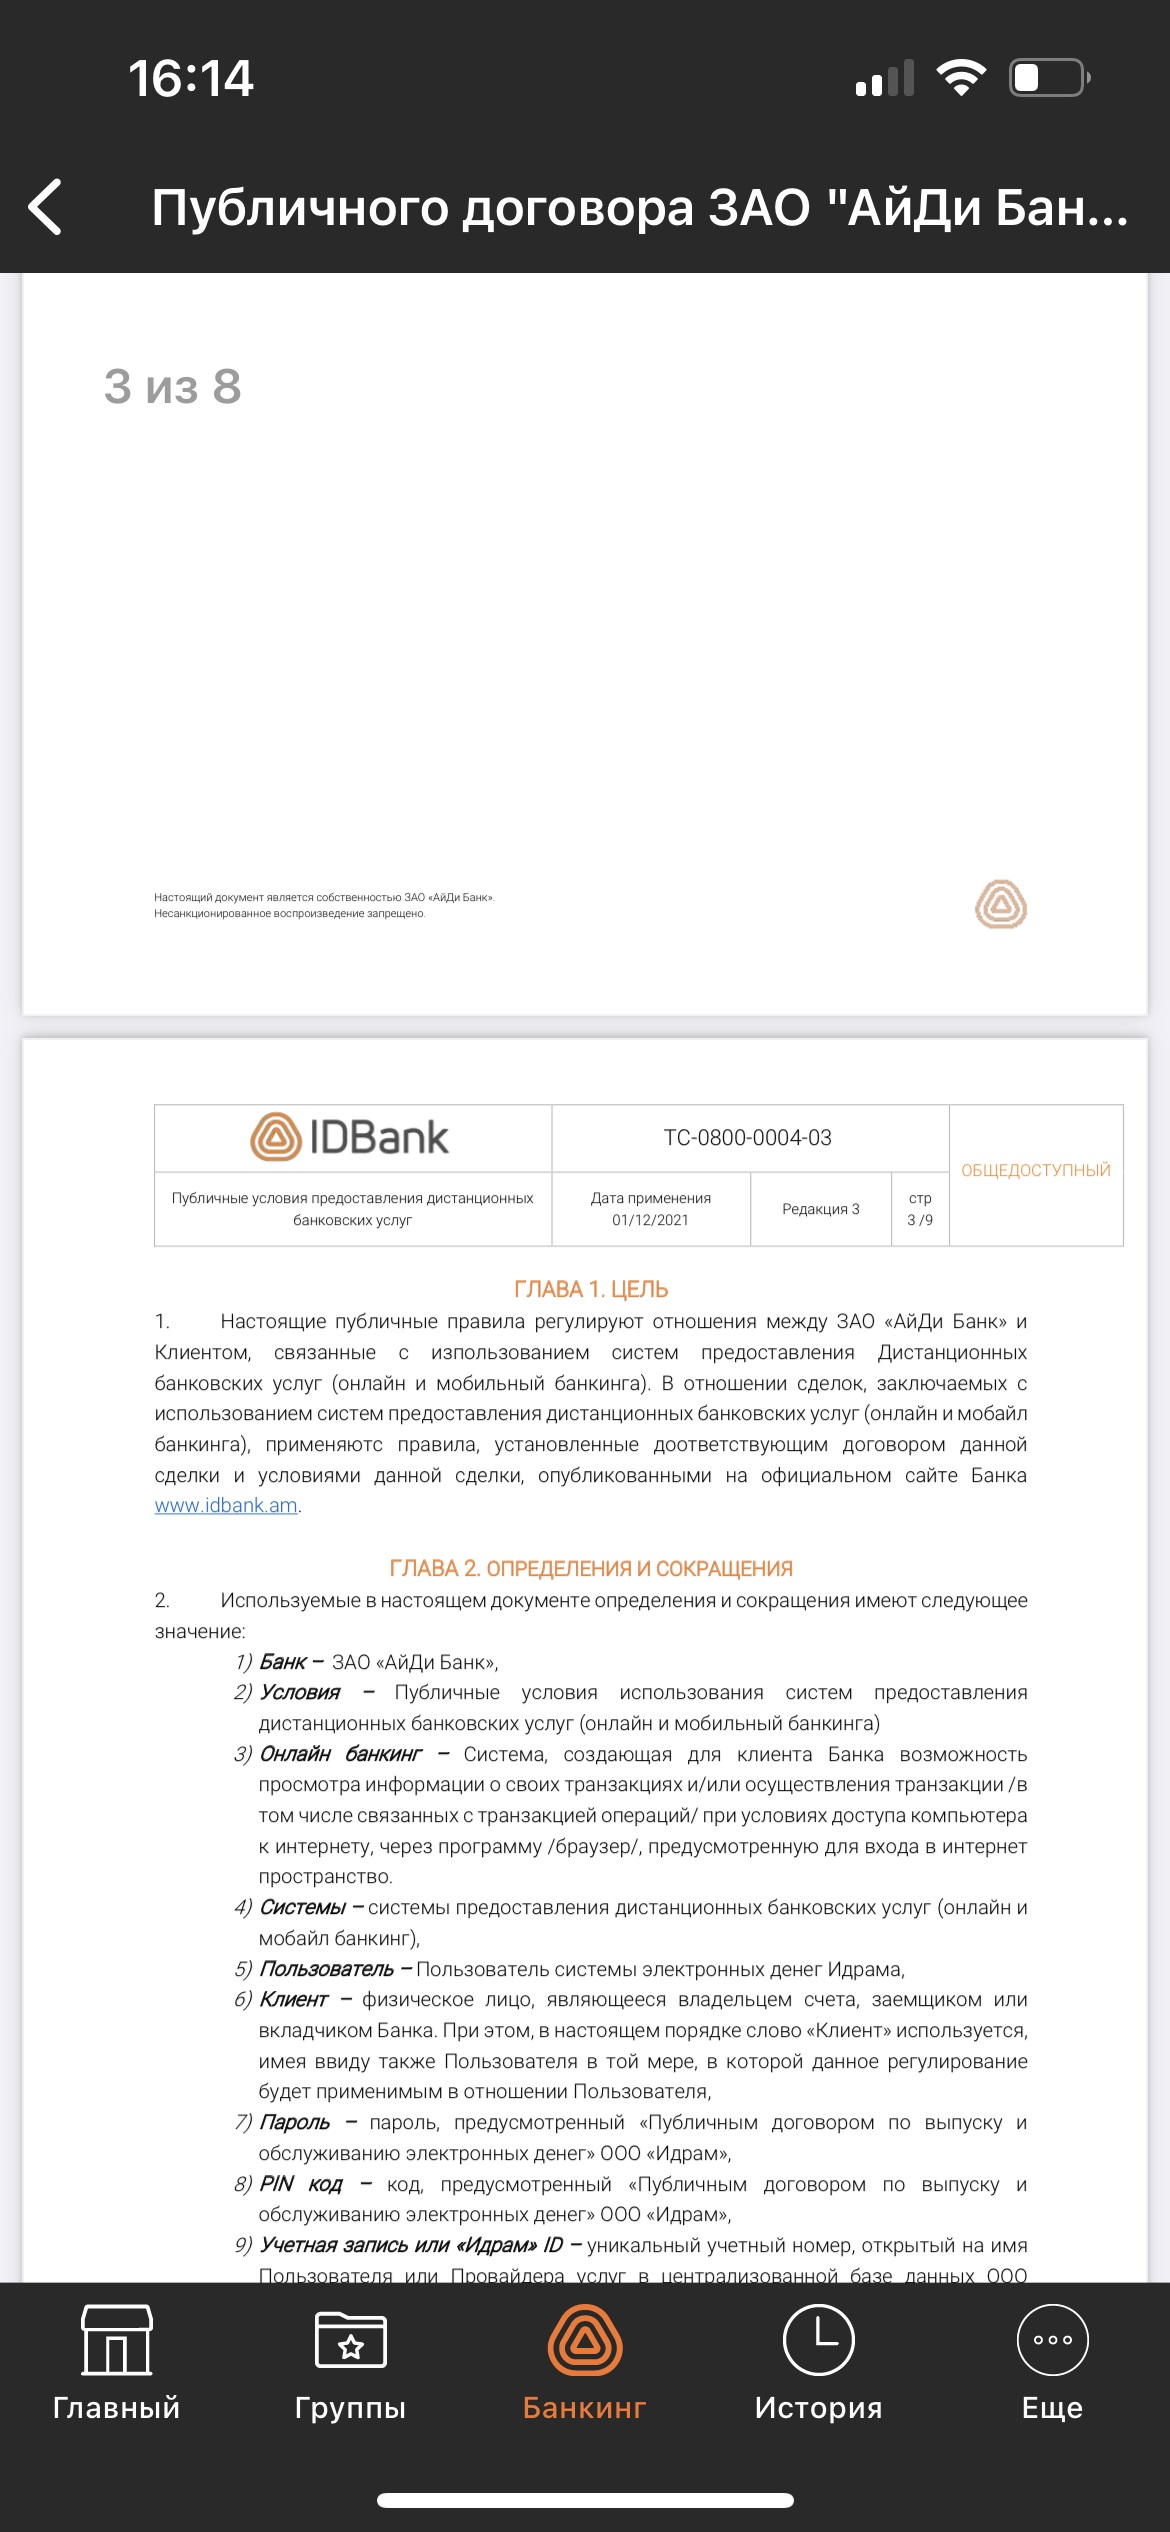 16:14
Публичного договора ЗАО "АйДи Бан...
3 из 8
Настоящий документ является собственностью ЗАО «АйДи Банк».
Несанкционированное воспроизведение запрещено.
IDBank
ТС-0800-0004-03
ОБЩЕДОСТУПНЫЙ
Публичные условия предоставления дистанционных
банковских услуг
Дата применения
01/12/2021
Редакция 3
стр
3 /9
ГЛАВА 1. ЦЕЛЬ
1. Настоящие публичные правила регулируют отношения между ЗАО «АйДи Банк» и
Клиентом, связанные с изпользованием систем предоставления Дистанционных
банковских услуг (онлайн и мобильный банкинга). В отношении сделок, заключаемых с
использованием систем предоставления дистанционных банковских услуг (онлайн и мобайл
банкинга), применяютс правила, установленные доответствующим договором данной
сделки и условиями данной сделки, опубликованными на официальном сайте Банка
www.idbank.am.
ГЛАВА 2. ОПРЕДЕЛЕНИЯ И СОКРАЩЕНИЯ
2. Используемые в настоящем документе определения и сокращения имеют следующее
значение:
1) Банк – ЗАО «АйДи Банк»,
2) Условия – Публичные условия использования систем предоставления
дистанционных банковских услуг (онлайн и мобильный банкинга)
3) Онлайн банкинг – Система, создающая для клиента Банка возможность
просмотра информации о своих транзакциях и/или осуществления транзакции /в
том числе связанных с транзакцией операций/ при условиях доступа компьютера
к интернету, через программу /браузер/, предусмотренную для входа в интернет
пространство.
4) Системы – системы предоставления дистанционных банковских услуг (онлайн и
мобайл банкинг),
5) Пользователь – Пользователь системы электронных денег Идрама,
6) Клиент – физическое лицо, являющееся владельцем счета, заемщиком или
вкладчиком Банка. При этом, в настоящем порядке слово «Клиент» используется,
имея ввиду также Пользователя в той мере, в которой данное регулирование
будет применимым в отношении Пользователя,
7) Пароль – пароль, предусмотренный «Публичным договором по выпуску и
обслуживанию электронных денег» ООО «Идрам»,
8) PIN код – код, предусмотренный «Публичным договором по выпуску и
обслуживанию электронных денег» ООО «Идрам»,
9) Учетная запись или «Идрам» ID – уникальный учетный номер, открытый на имя
Пользователя или Провайдера услуг в централизованной базе данных ООО
Главный
Группы
Банкинг
История
Еще